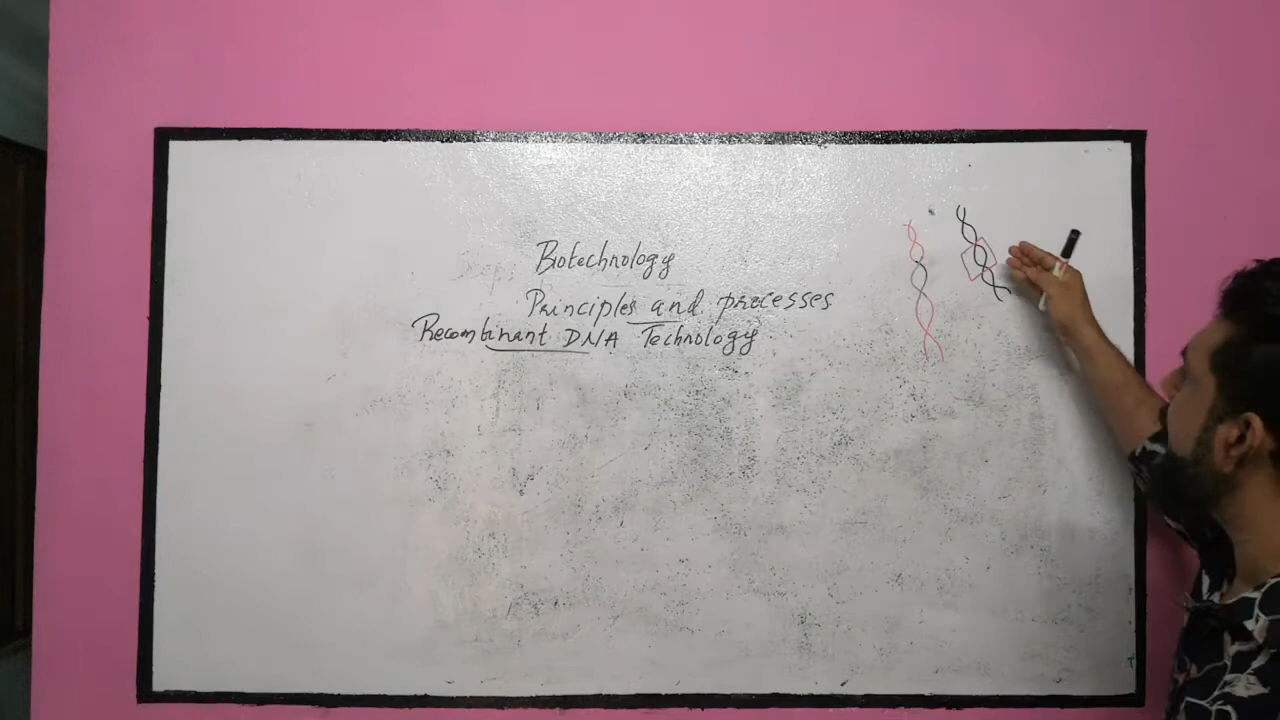 Biotechnology
Principles and processes
Recombinant DNA Technology